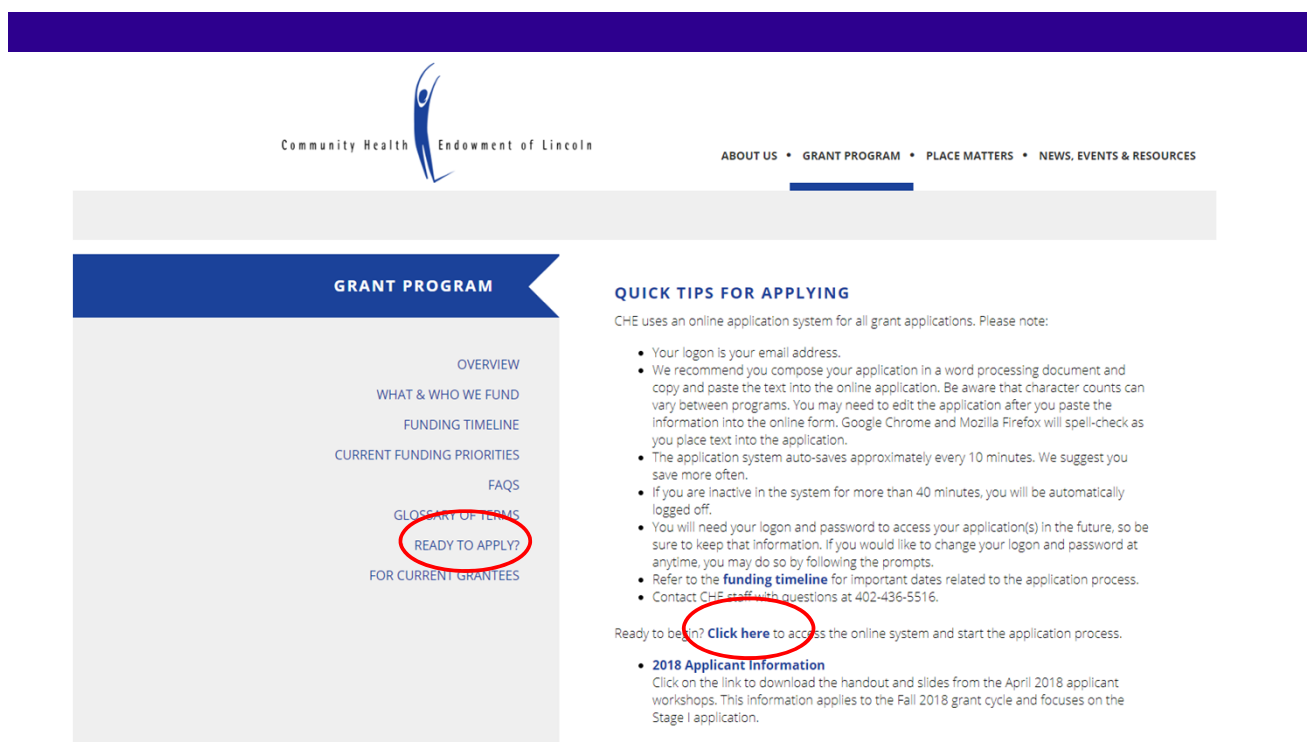 Community Health Endowment of Lincoln
ABOUT US • GRANT PROGRAM • PLACE MATTERS • NEWS, EVENTS & RESOURCES
GRANT PROGRAM
OVERVIEW
WHAT & WHO WE FUND
FUNDING TIMELINE
CURRENT FUNDING PRIORITIES
FAQS
GLOSSARY OF TERMS
READY TO APPLY?
FOR CURRENT GRANTEES
QUICK TIPS FOR APPLYING
CHE uses an online application system for all grant applications. Please note:
• Your logon is your email address.
• We recommend you compose your application in a word processing document and
copy and paste the text into the online application. Be aware that character counts can
vary between programs. You may need to edit the application after you paste the
information into the online form. Google Chrome and Mozilla Firefox will spell-check as
you place text into the application.
• The application system auto-saves approximately every 10 minutes. We suggest you
save more often.
• If you are inactive in the system for more than 40 minutes, you will be automatically
logged off.
• You will need your logon and password to access your application(s) in the future, so be
sure to keep that information. If you would like to change your logon and password at
anytime, you may do so by following the prompts.
• Refer to the funding timeline for important dates related to the application process.
• Contact CHE staff with questions at 402-436-5516.
Ready to begin? Click here to access the online system and start the application process.
• 2018 Applicant Information
Click on the link to download the handout and slides from the April 2018 applicant
workshops. This information applies to the Fall 2018 grant cycle and focuses on the
Stage I application.